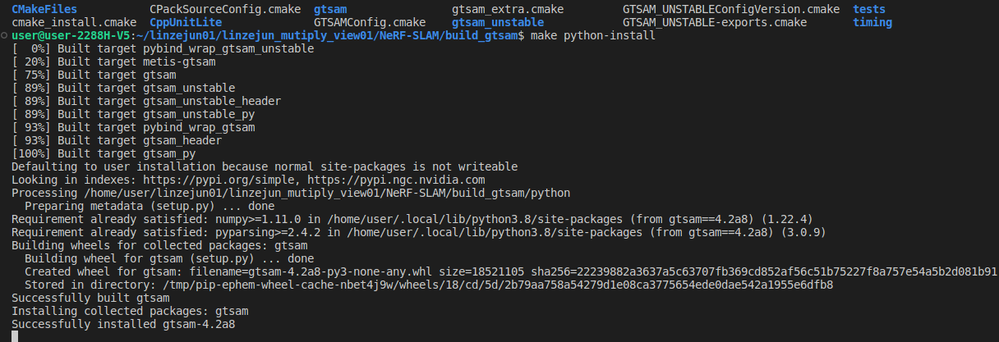 CMakeFiles CPackSourceConfig.cmake gtsam gtsam_extra.cmake GTSAM_UNSTABLEConfigVersion.cmake tests
cmake_install.cmake CppUnitLite GTSAMConfig.cmake gtsam_unstable GTSAM_UNSTABLE-exports.cmake timing
user@user-2288H-V5:~/linzejun01/linzejun_mutiply_view01/NeRF-SLAM/build_gtsam$ make python-install
[  0%] Built target pybind_wrap_gtsam_unstable
[ 20%] Built target metis-gtsam
[ 75%] Built target gtsam
[ 89%] Built target gtsam_unstable
[ 89%] Built target gtsam_unstable_header
[ 89%] Built target gtsam_unstable_py
[ 93%] Built target pybind_wrap_gtsam
[ 93%] Built target gtsam_header
[100%] Built target gtsam_py
Defaulting to user installation because normal site-packages is not writeable
Looking in indexes: https://pypi.org/simple, https://pypi.ngc.nvidia.com
Processing /home/user/linzejun01/linzejun_mutiply_view01/NeRF-SLAM/build_gtsam/python
  Preparing metadata (setup.py) ... done
Requirement already satisfied: numpy>=1.11.0 in /home/user/.local/lib/python3.8/site-packages (from gtsam==4.2a8) (1.22.4)
Requirement already satisfied: pyparsing>=2.4.2 in /home/user/.local/lib/python3.8/site-packages (from gtsam==4.2a8) (3.0.9)
Building wheels for collected packages: gtsam
  Building wheel for gtsam (setup.py) ... done
  Created wheel for gtsam: filename=gtsam-4.2a8-py3-none-any.whl size=18521105 sha256=22239882a3637a5c63707fb369cd852af56c51b75227f8a757e54a5b2d081b91
  Stored in directory: /tmp/pip-ephem-wheel-cache-nbet4j9w/wheels/18/cd/5d/2b79aa758a54279d1e08ca3775654ede0dae542a1955e6dfb8
Successfully built gtsam
Installing collected packages: gtsam
Successfully installed gtsam-4.2a8